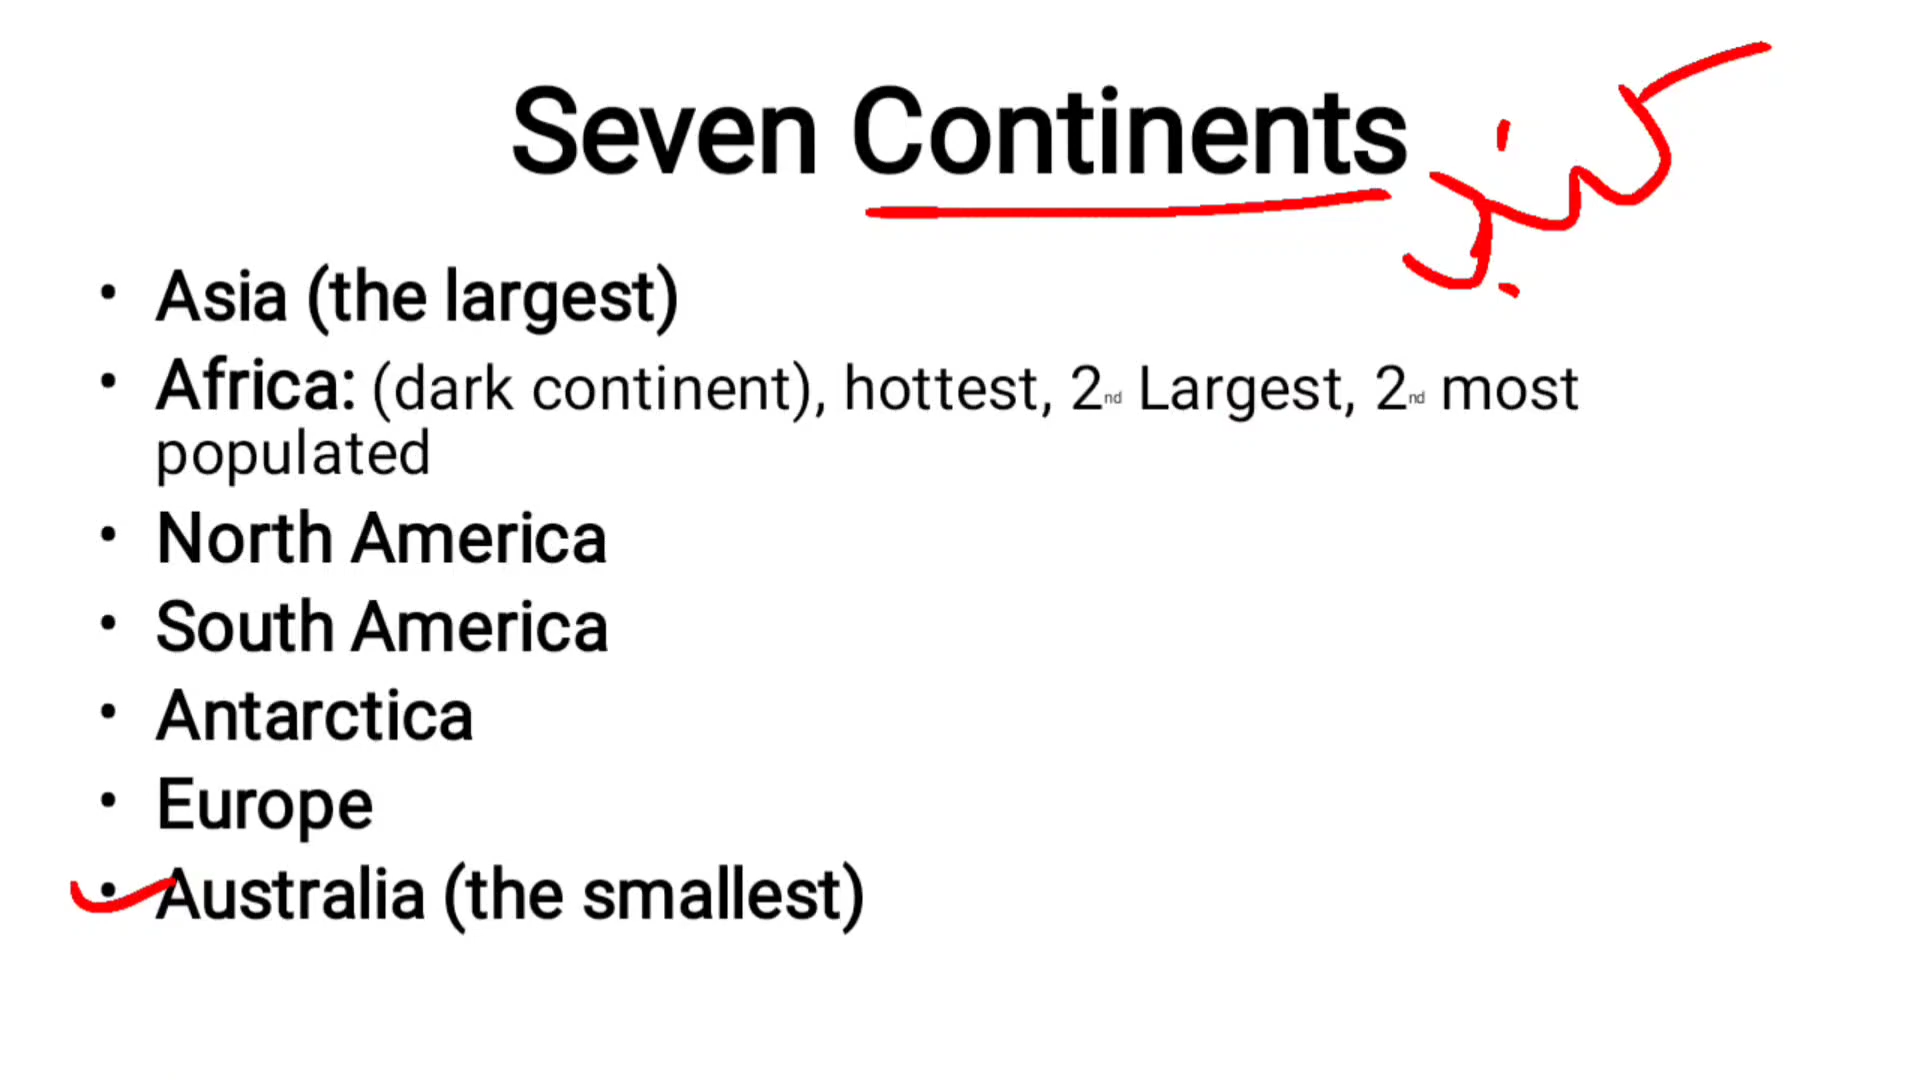 Seven Continents
• Asia (the largest)
• Africa: (dark continent), hottest, 2nd Largest, 2nd most
populated
• North America
• South America
• Antarctica
• Europe
• Australia (the smallest)